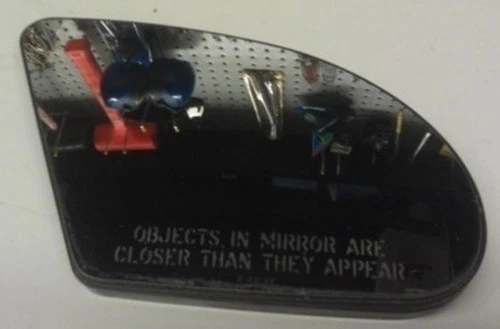 OBJECTS IN MIRROR ARE
CLOSER THAN THEY APPEAR